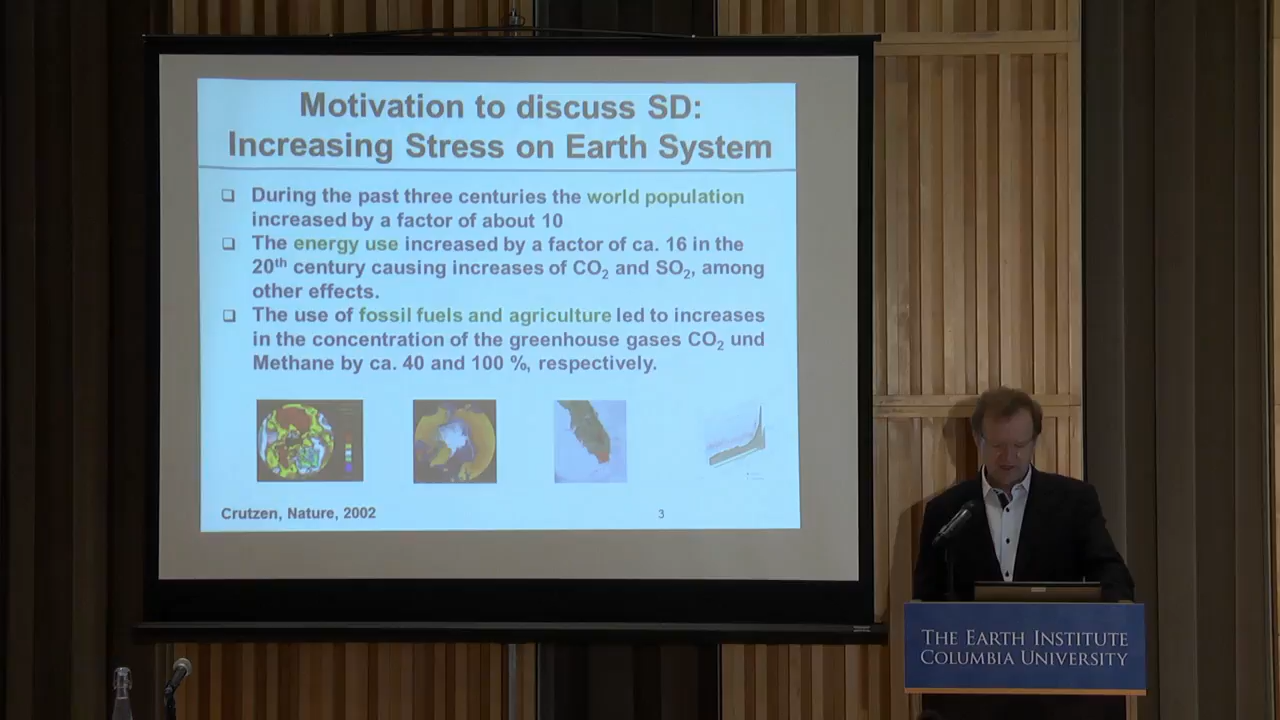 Motivation to discuss SD:
Increasing Stress on Earth System
❑ During the past three centuries the world population
increased by a factor of about 10
❑ The energy use increased by a factor of ca. 16 in the
20th century causing increases of CO2 and SO2, among
other effects.
❑ The use of fossil fuels and agriculture led to increases
in the concentration of the greenhouse gases CO2 und
Methane by ca. 40 and 100 %, respectively.
Crutzen, Nature, 2002
3
THE EARTH INSTITUTE
COLUMBIA UNIVERSITY